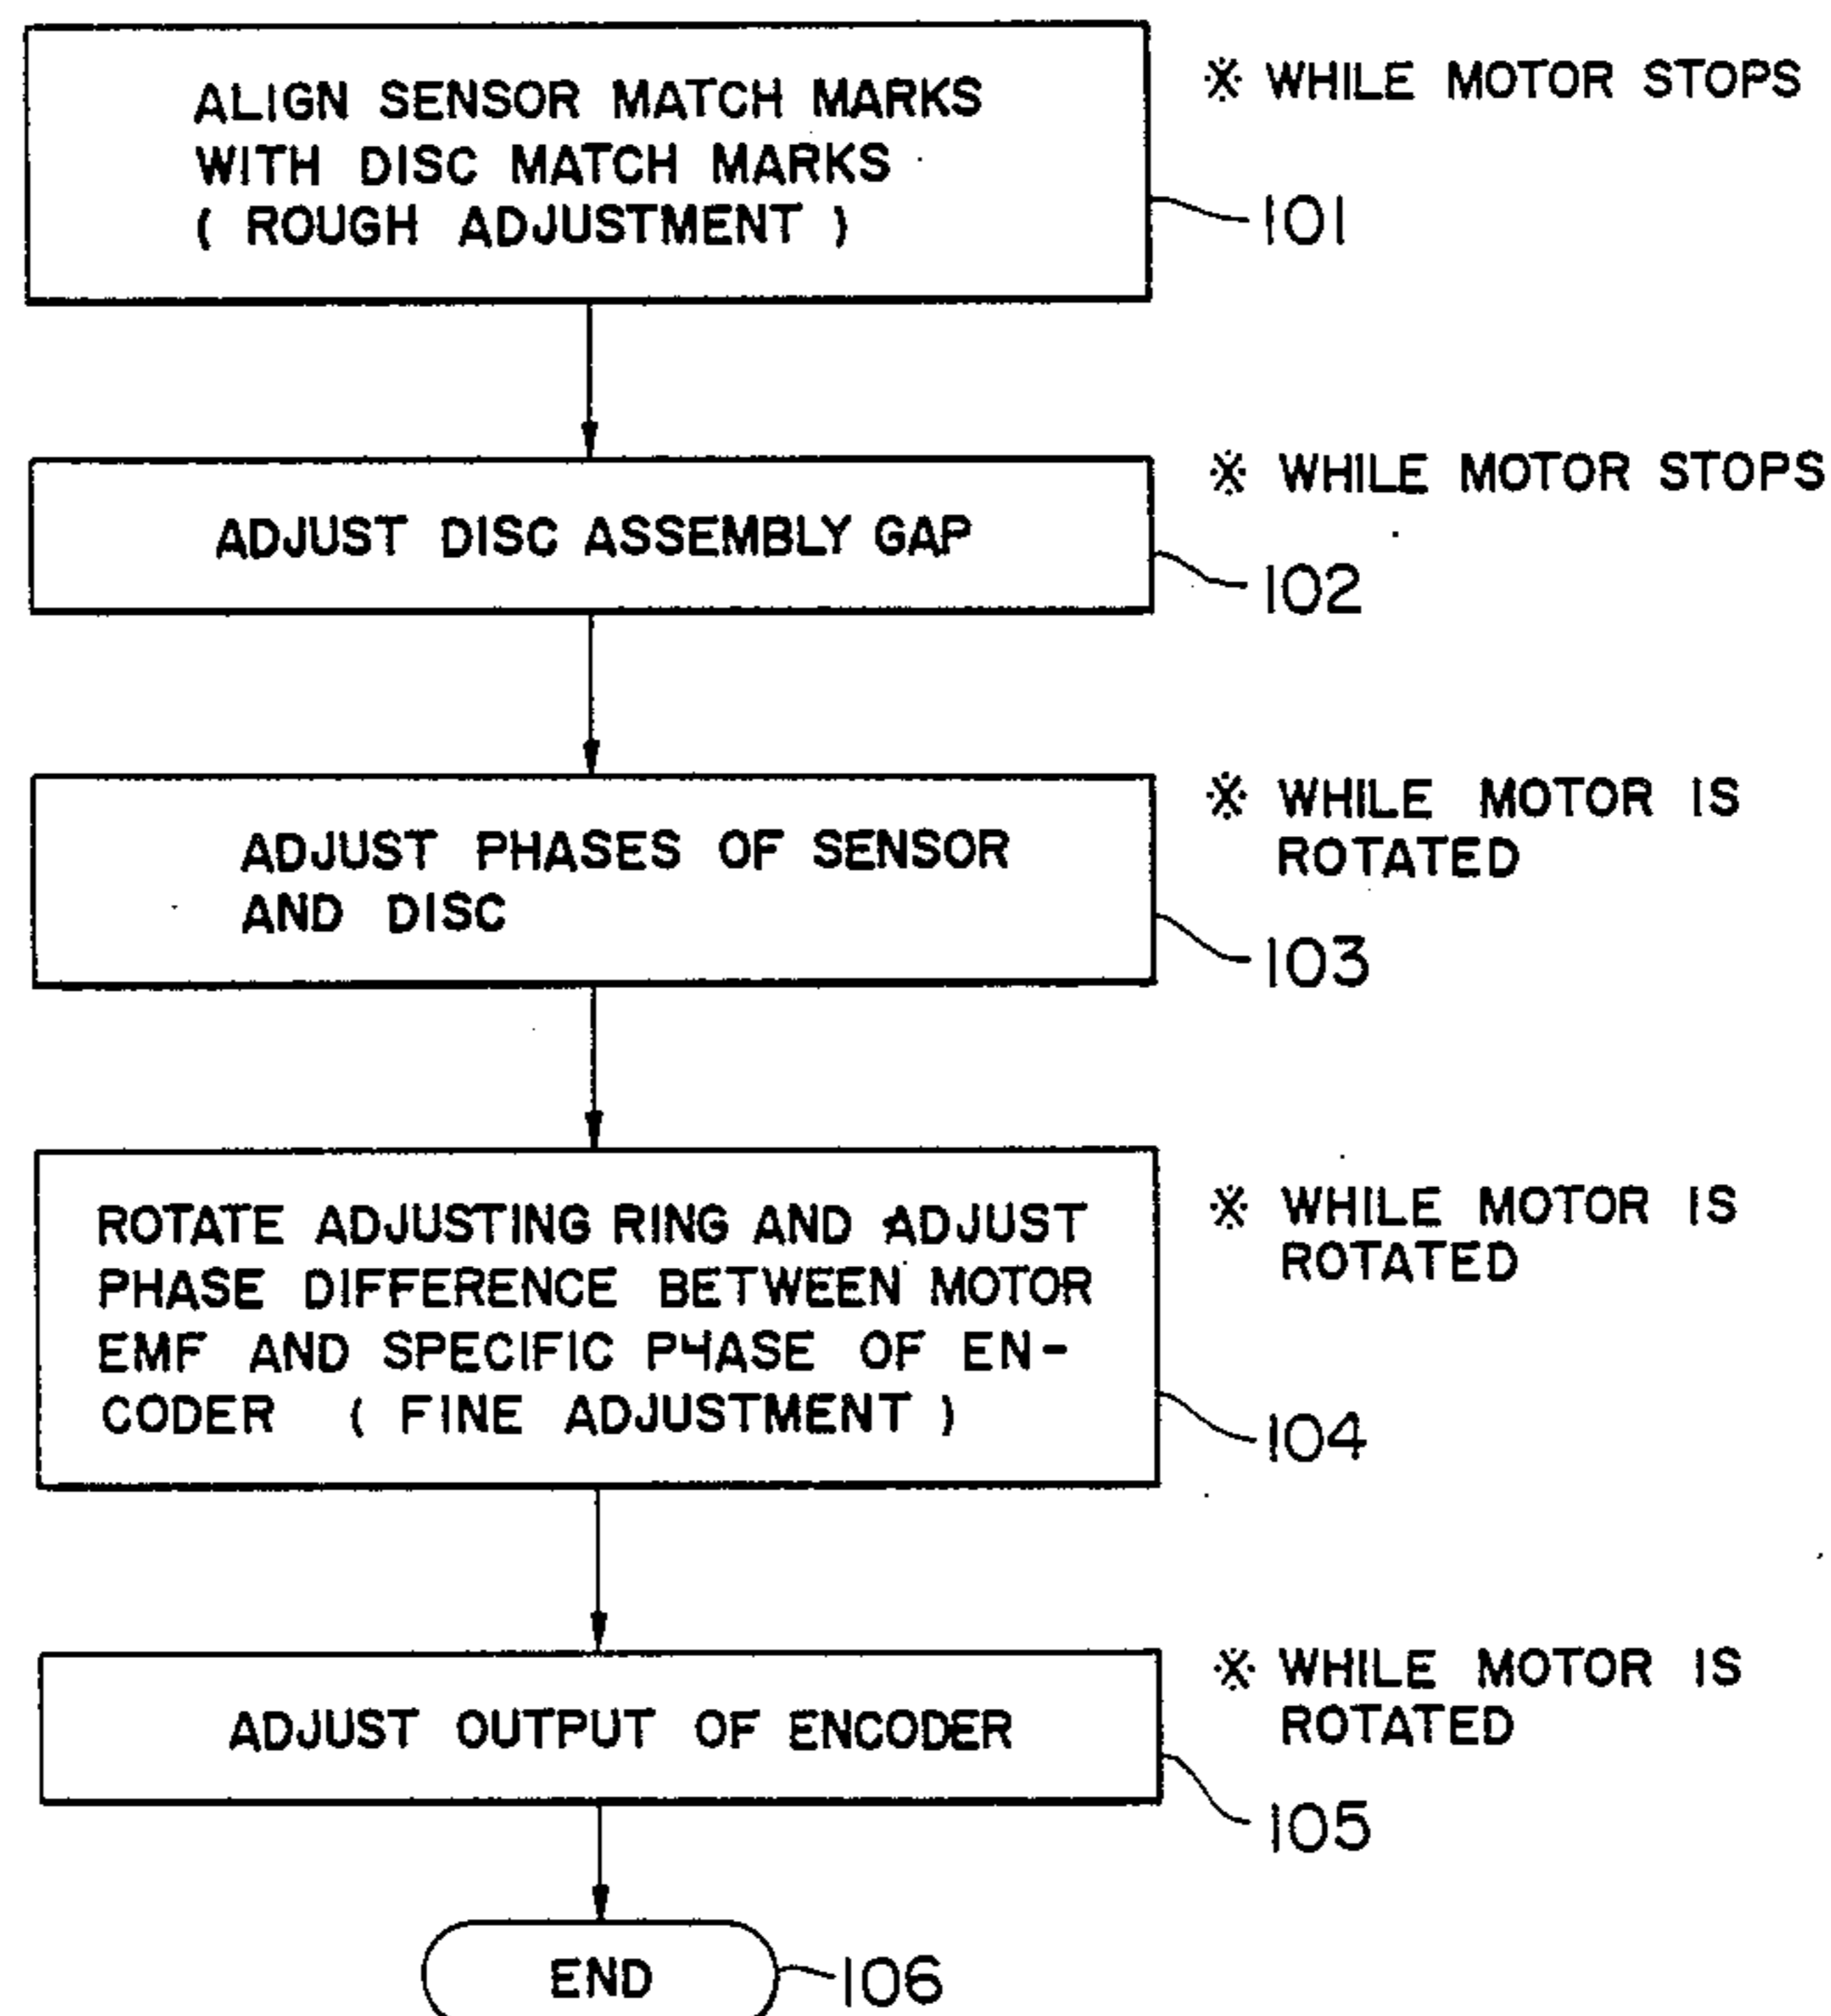 ALIGN SENSOR MATCH MARKS
WITH DISC MATCH MARKS
( ROUGH ADJUSTMENT )
※ WHILE MOTOR STOPS
101
ADJUST DISC ASSEMBLY GAP
※ WHILE MOTOR STOPS
102
ADJUST PHASES OF SENSOR
AND DISC
※ WHILE MOTOR IS
ROTATED
103
ROTATE ADJUSTING RING AND ADJUST
PHASE DIFFERENCE BETWEEN MOTOR
EMF AND SPECIFIC PHASE OF EN-
CODER ( FINE ADJUSTMENT )
※ WHILE MOTOR IS
ROTATED
104
ADJUST OUTPUT OF ENCODER
※ WHILE MOTOR IS
ROTATED
105
END
106